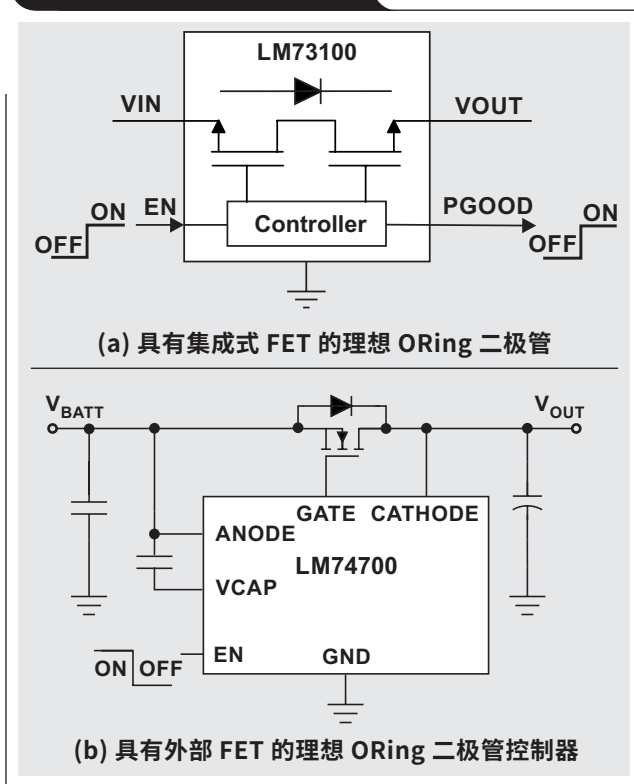 LM73100
VIN
VOUT
EN
ON
OFF
Controller
PGOOD
ON
OFF
(a) 具有集成式 FET 的理想 ORing 二极管
VBATT
VOUT
GATE CATHODE
ANODE
LM74700
VCAP
ON OFF
EN
GND
(b) 具有外部 FET 的理想 ORing 二极管控制器